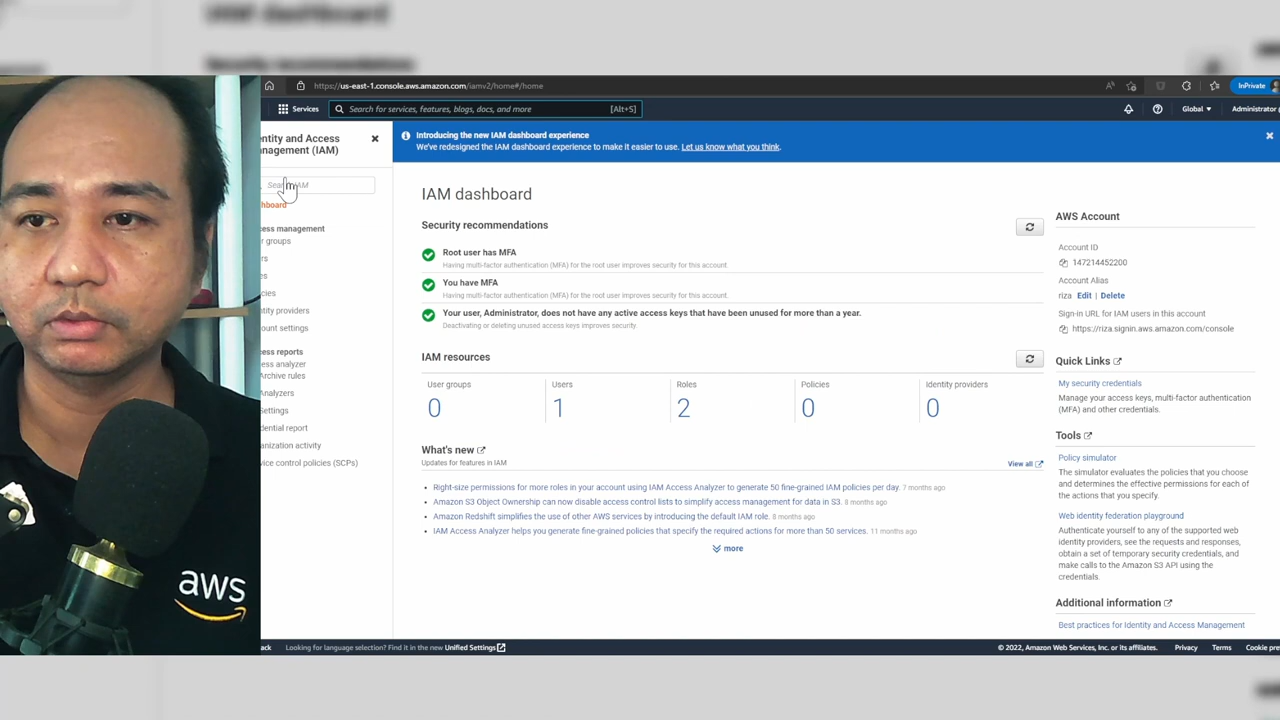 IAM dashboard
Security recommendations
https://us-east-1.console.aws.amazon.com/iamv2/home#/home
InPrivate
Services
Search for services, features, blogs, docs, and more
[Alt+S]
Global
Administrator
entity and Access
nagement (IAM)
Search IAM
hboard
ess management
r groups
rs
es
cies
tity providers
ount settings
cess reports
ess analyzer
Archive rules
Analyzers
Settings
dential report
anization activity
vice control policies (SCPs)
Introducing the new IAM dashboard experience
We've redesigned the IAM dashboard experience to make it easier to use. Let us know what you think.
IAM dashboard
Security recommendations
Root user has MFA
Having multi-factor authentication (MFA) for the root user improves security for this account.
You have MFA
Having multi-factor authentication (MFA) for the root user improves security for this account.
Your user, Administrator, does not have any active access keys that have been unused for more than a year.
Deactivating or deleting unused access keys improves security.
IAM resources
User groups
0
Users
1
Roles
2
Policies
0
Identity providers
0
What's new
Updates for features in IAM
View all
Right-size permissions for more roles in your account using IAM Access Analyzer to generate 50 fine-grained IAM policies per day. 7 months ago
Amazon S3 Object Ownership can now disable access control lists to simplify access management for data in S3. 8 months ago
Amazon Redshift simplifies the use of other AWS services by introducing the default IAM role. 8 months ago
IAM Access Analyzer helps you generate fine-grained policies that specify the required actions for more than 50 services. 11 months ago
more
AWS Account
Account ID
147214452200
Account Alias
riza Edit | Delete
Sign-in URL for IAM users in this account
https://riza.signin.aws.amazon.com/console
Quick Links
My security credentials
Manage your access keys, multi-factor authentication
(MFA) and other credentials.
Tools
Policy simulator
The simulator evaluates the policies that you choose
and determines the effective permissions for each of
the actions that you specify.
Web identity federation playground
Authenticate yourself to any of the supported web
identity providers, see the requests and responses,
obtain a set of temporary security credentials, and
make calls to the Amazon S3 API using the
credentials.
Additional information
Best practices for Identity and Access Management
aws
ack
Looking for language selection? Find it in the new Unified Settings
© 2022, Amazon Web Services, Inc. or its affiliates.
Privacy
Terms
Cookie pre